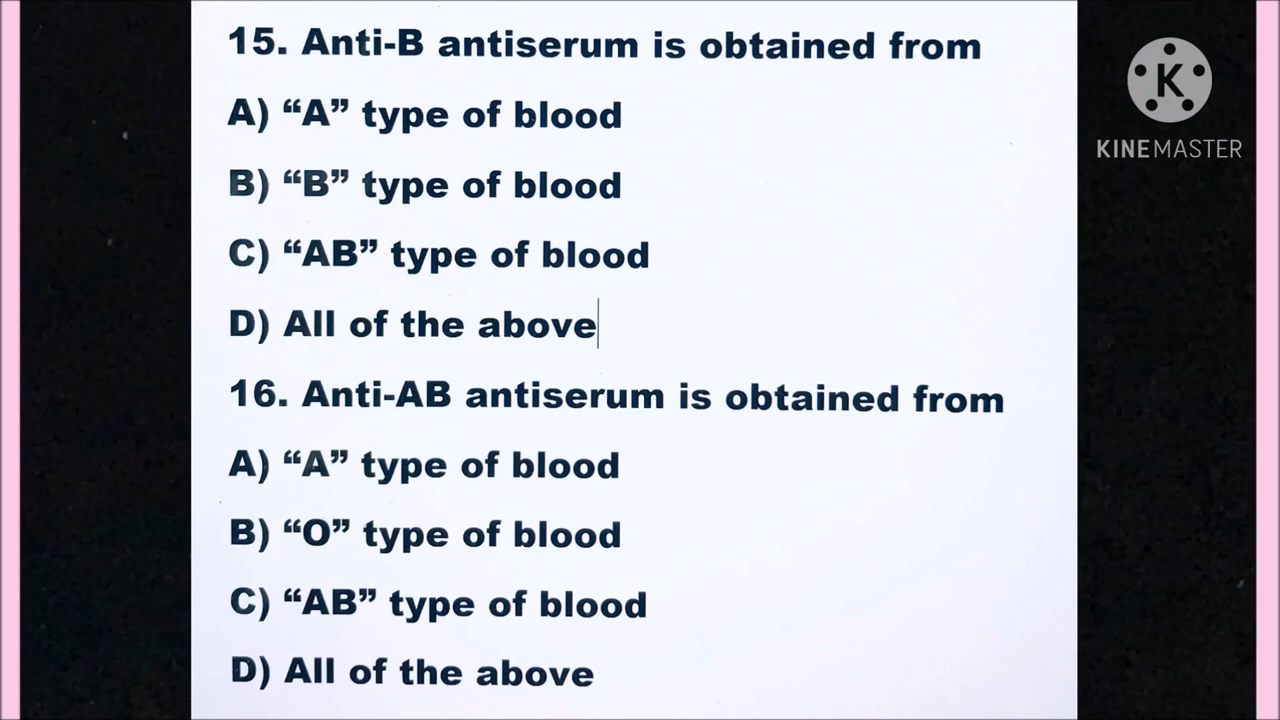 15. Anti-B antiserum is obtained from
A) “A” type of blood
B) “B” type of blood
C) “AB” type of blood
D) All of the above
16. Anti-AB antiserum is obtained from
A) “A” type of blood
B) “O” type of blood
C) “AB” type of blood
D) All of the above
K
KINEMASTER